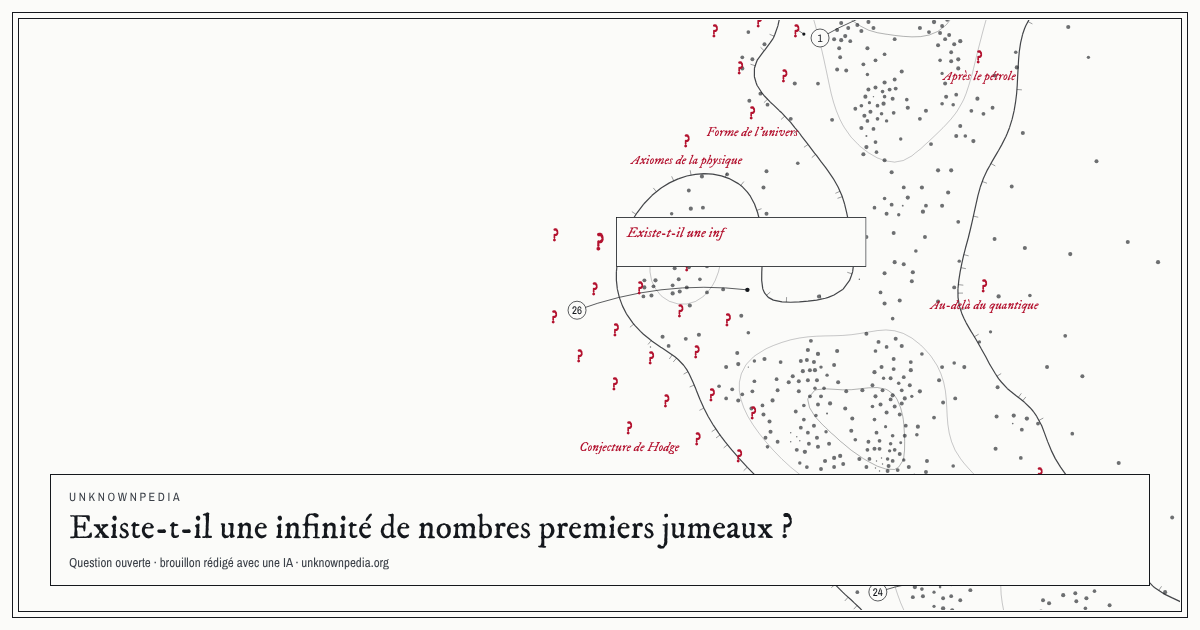 1
Après le pétrole
Forme de l'univers
Axiomes de la physique
Existe-t-il une inf
26
Au-delà du quantique
Conjecture de Hodge
UNKNOWNPEDIA
Existe-t-il une infinité de nombres premiers jumeaux ?
Question ouverte · brouillon rédigé avec une IA · unknownpedia.org
24